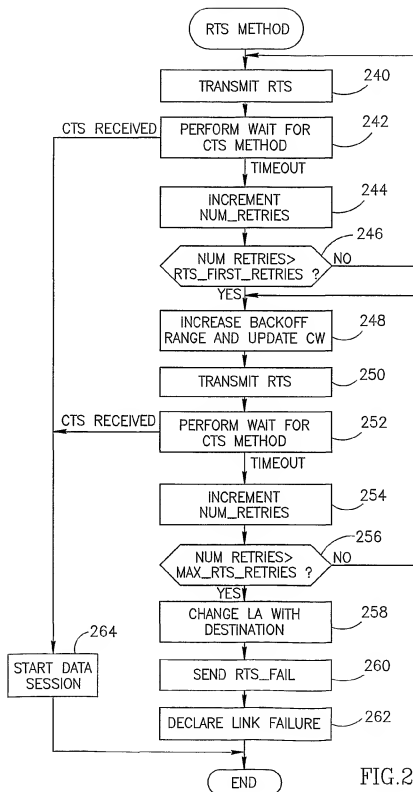 RTS METHOD
TRANSMIT RTS
240
CTS RECEIVED
PERFORM WAIT FOR
CTS METHOD
242
TIMEOUT
INCREMENT
NUM_RETRIES
244
NUM RETRIES>
RTS_FIRST_RETRIES ?
246
NO
YES
INCREASE BACKOFF
RANGE AND UPDATE CW
248
TRANSMIT RTS
250
CTS RECEIVED
PERFORM WAIT FOR
CTS METHOD
252
TIMEOUT
INCREMENT
NUM_RETRIES
254
NUM RETRIES>
MAX_RTS_RETRIES ?
256
NO
YES
CHANGE LA WITH
DESTINATION
258
264
START DATA
SESSION
SEND RTS_FAIL
260
DECLARE LINK FAILURE
262
END
FIG.2